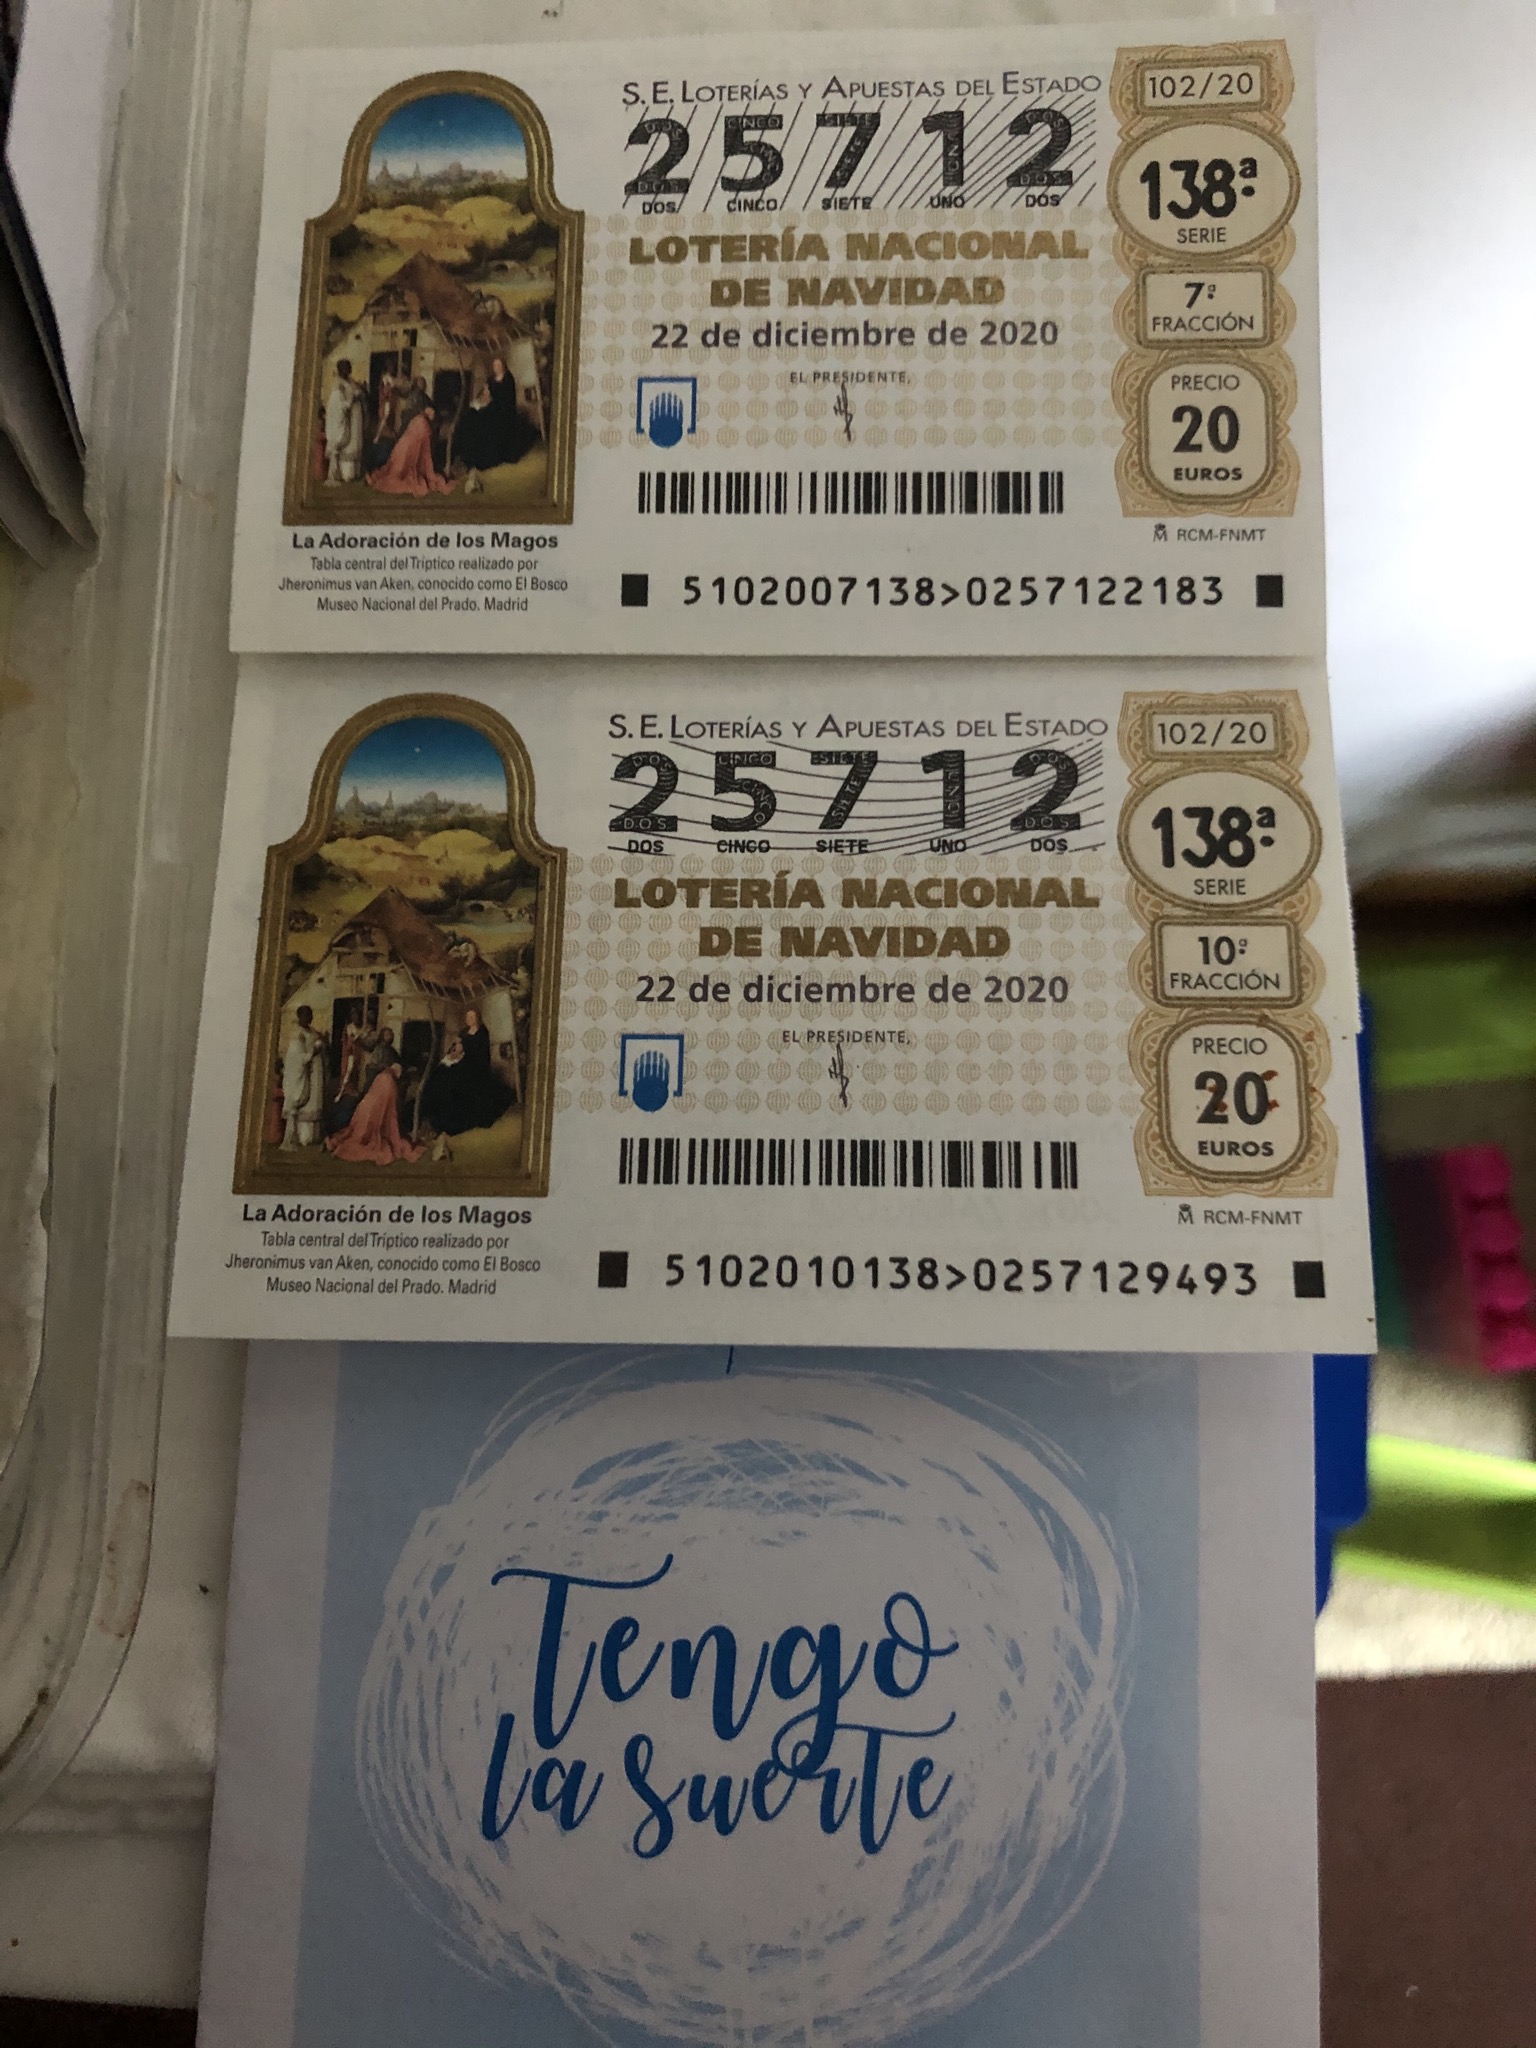 S.E. LOTERÍAS Y APUESTAS DEL ESTADO
25712
DOS CINCO SIETE UNO DOS
LOTERÍA NACIONAL
DE NAVIDAD
22 de diciembre de 2020
EL PRESIDENTE,
102/20
138ª
SERIE
7ª
FRACCIÓN
PRECIO
20
EUROS
RCM-FNMT
La Adoración de los Magos
Tabla central del Tríptico realizado por
Jheronimus van Aken, conocido como El Bosco
Museo Nacional del Prado. Madrid
5102007138>0257122183
S.E. LOTERÍAS Y APUESTAS DEL ESTADO
25712
DOS CINCO SIETE UNO DOS
LOTERÍA NACIONAL
DE NAVIDAD
22 de diciembre de 2020
EL PRESIDENTE,
102/20
138ª
SERIE
10ª
FRACCIÓN
PRECIO
20
EUROS
RCM-FNMT
La Adoración de los Magos
Tabla central del Tríptico realizado por
Jheronimus van Aken, conocido como El Bosco
Museo Nacional del Prado. Madrid
5102010138>0257129493
Tengo
la suerte